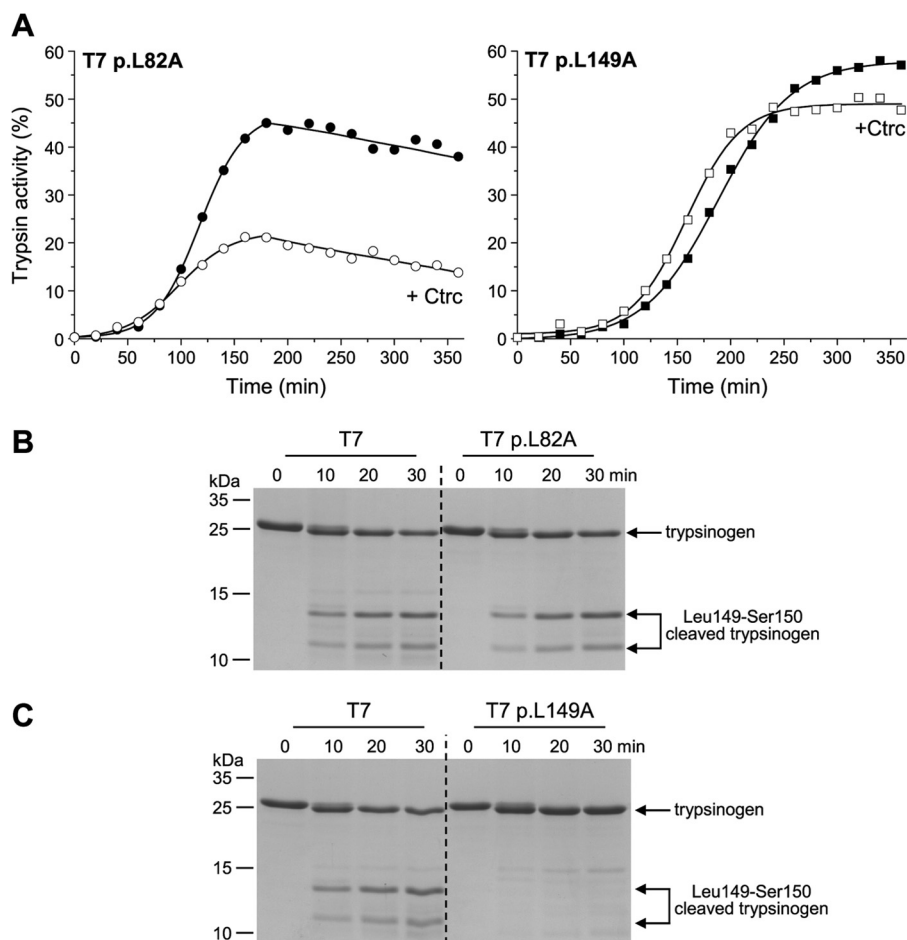 A
T7 p.L82A
T7 p.L149A
Trypsin activity (%)
60
50
40
30
20
10
0
+ Ctrc
0 50 100 150 200 250 300 350
Time (min)
60
50
40
30
20
10
0
+Ctrc
0 50 100 150 200 250 300 350
Time (min)
B
T7
T7 p.L82A
kDa
0 10 20 30 0 10 20 30 min
35
25
15
10
trypsinogen
Leu149-Ser150
cleaved trypsinogen
C
T7
T7 p.L149A
kDa
0 10 20 30 0 10 20 30 min
35
25
15
10
trypsinogen
Leu149-Ser150
cleaved trypsinogen